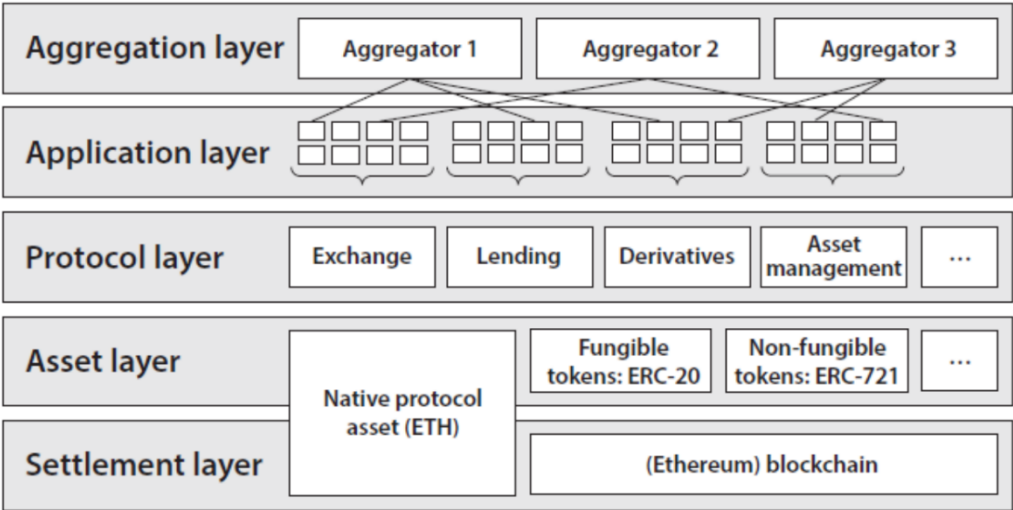 Aggregation layer
Aggregator 1
Aggregator 2
Aggregator 3
Application layer
Protocol layer
Exchange
Lending
Derivatives
Asset
management
...
Asset layer
Native protocol
asset (ETH)
Fungible
tokens: ERC-20
Non-fungible
tokens: ERC-721
...
Settlement layer
(Ethereum) blockchain